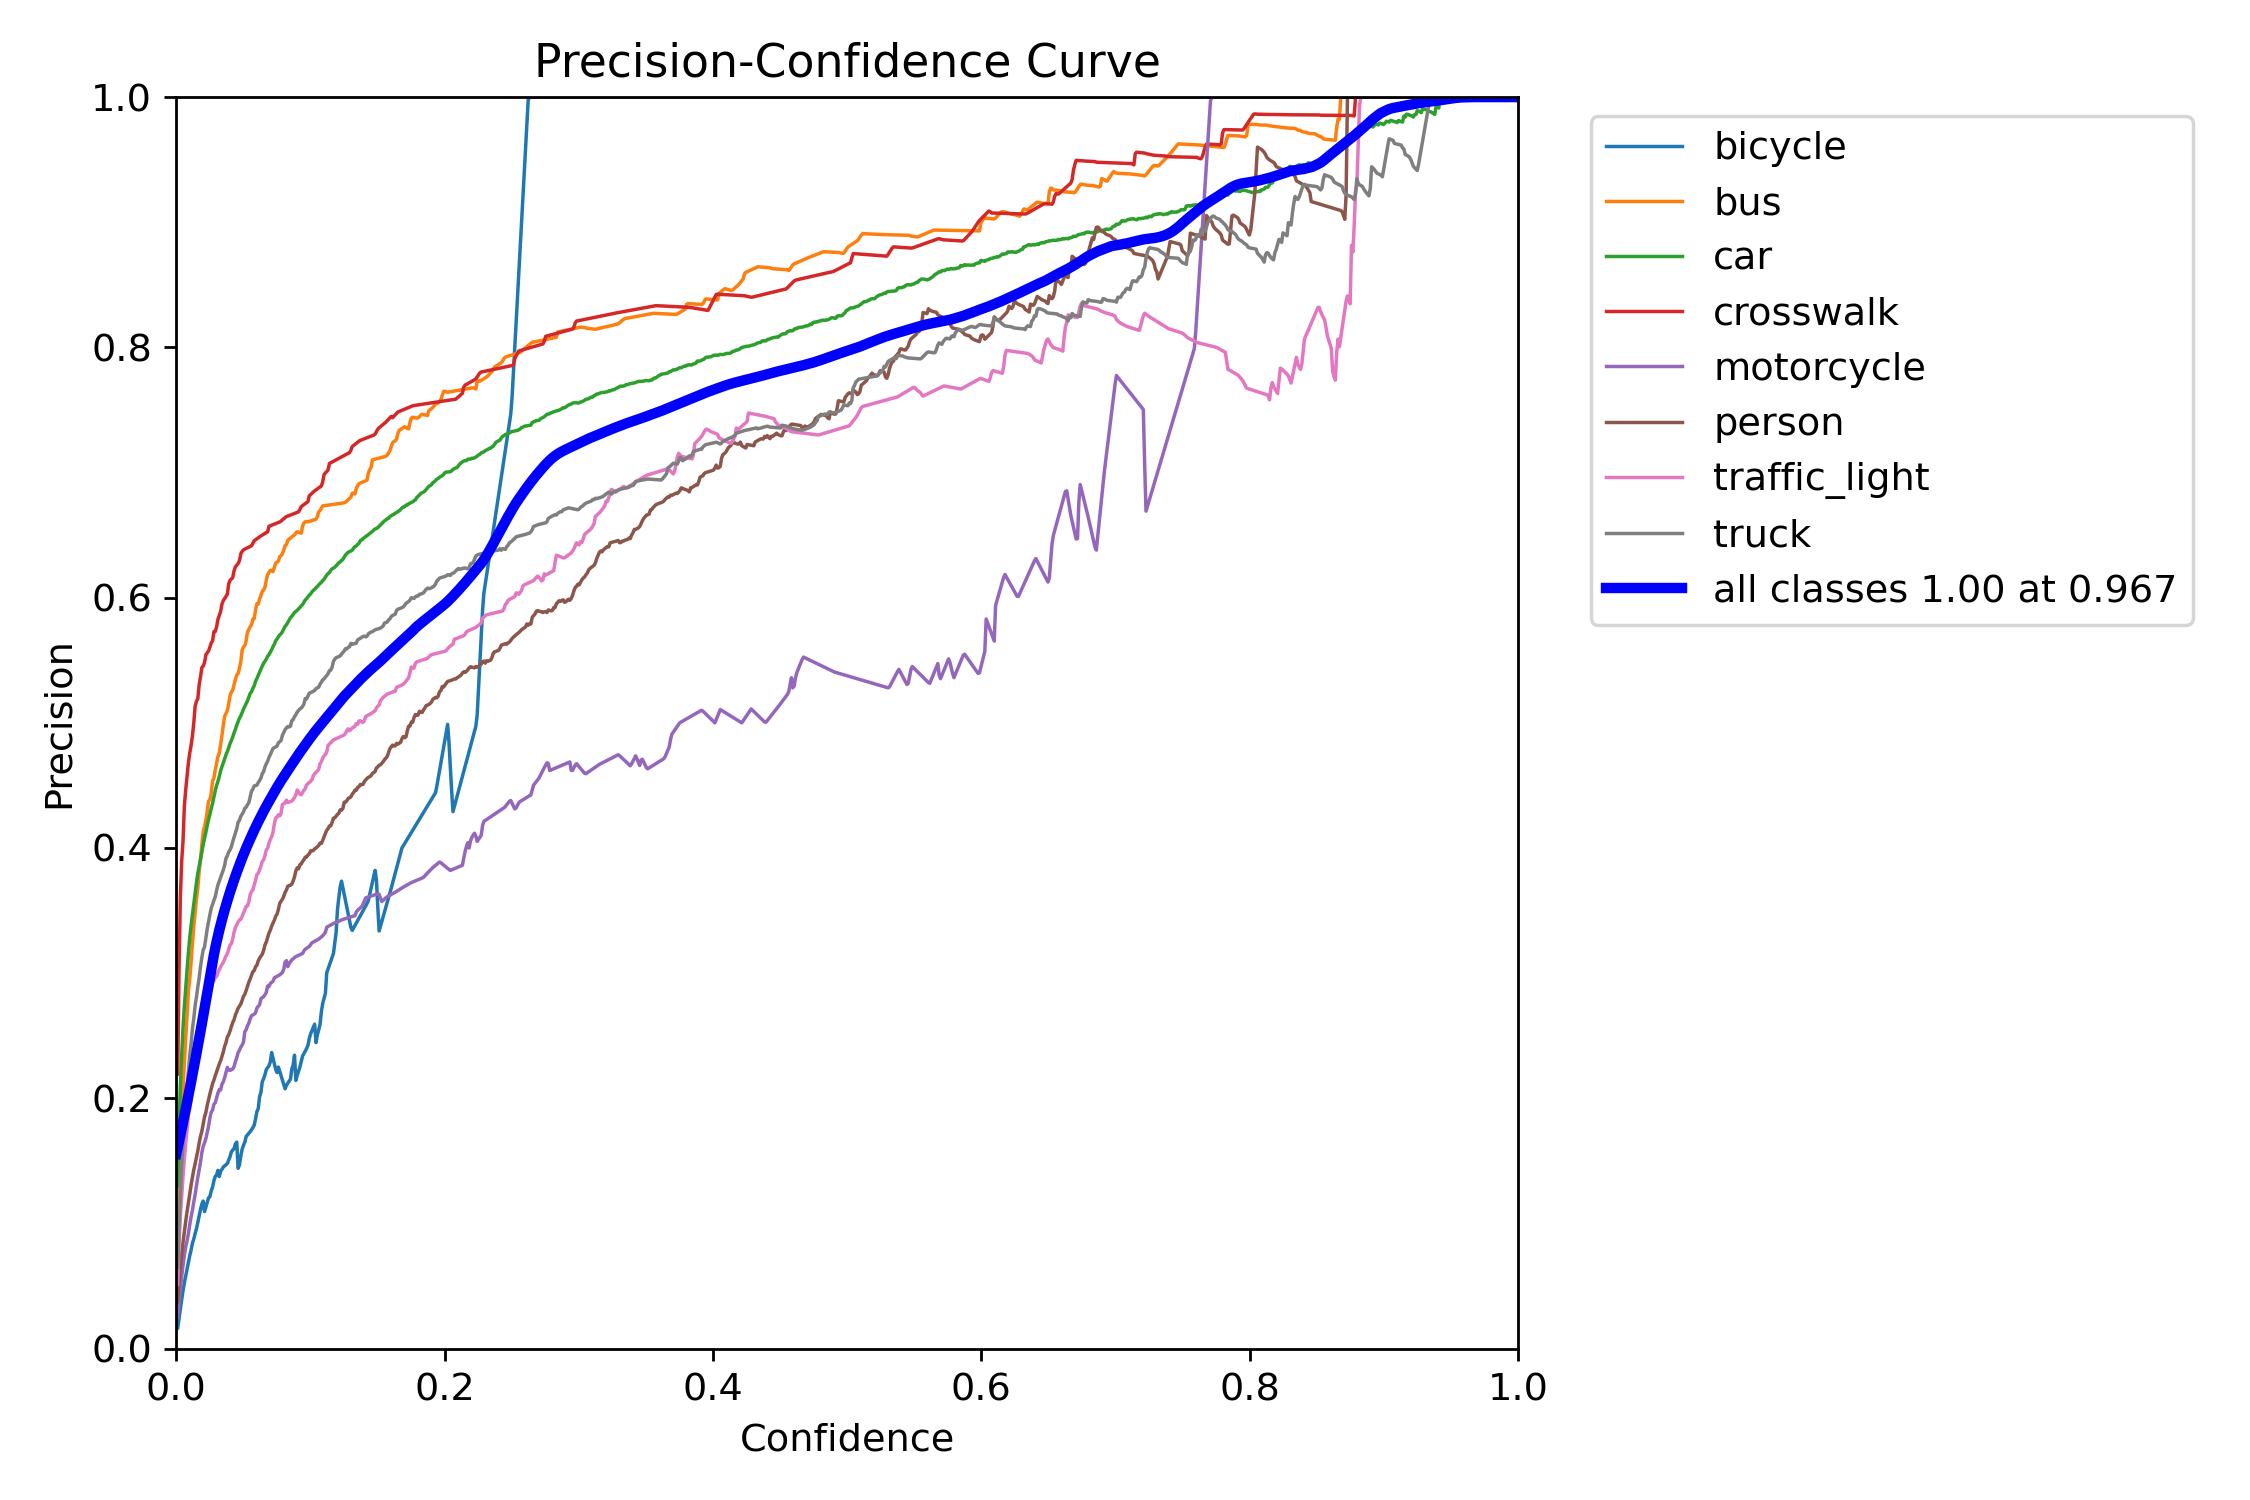 Precision-Confidence Curve
1.0
0.8
0.6
0.4
0.2
0.0
Precision
0.0 0.2 0.4 0.6 0.8 1.0
Confidence
bicycle
bus
car
crosswalk
motorcycle
person
traffic_light
truck
all classes 1.00 at 0.967